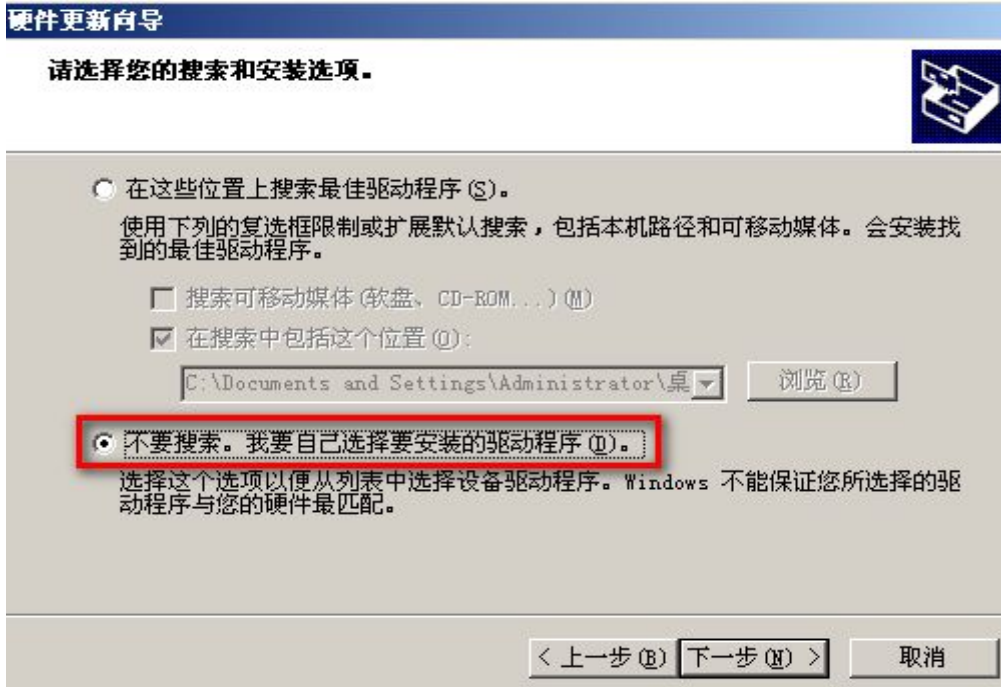 硬件更新向导
请选择您的搜索和安装选项。
在这些位置上搜索最佳驱动程序(S)。
使用下列的复选框限制或扩展默认搜索，包括本机路径和可移动媒体。会安装找
到的最佳驱动程序。
搜索可移动媒体(软盘、CD-ROM...)(M)
在搜索中包括这个位置(O):
C:\Documents and Settings\Administrator\桌
浏览(R)
不要搜索。我要自己选择要安装的驱动程序(D)。
选择这个选项以便从列表中选择设备驱动程序。Windows 不能保证您所选择的驱
动程序与您的硬件最匹配。
< 上一步(B) 下一步(N) > 取消